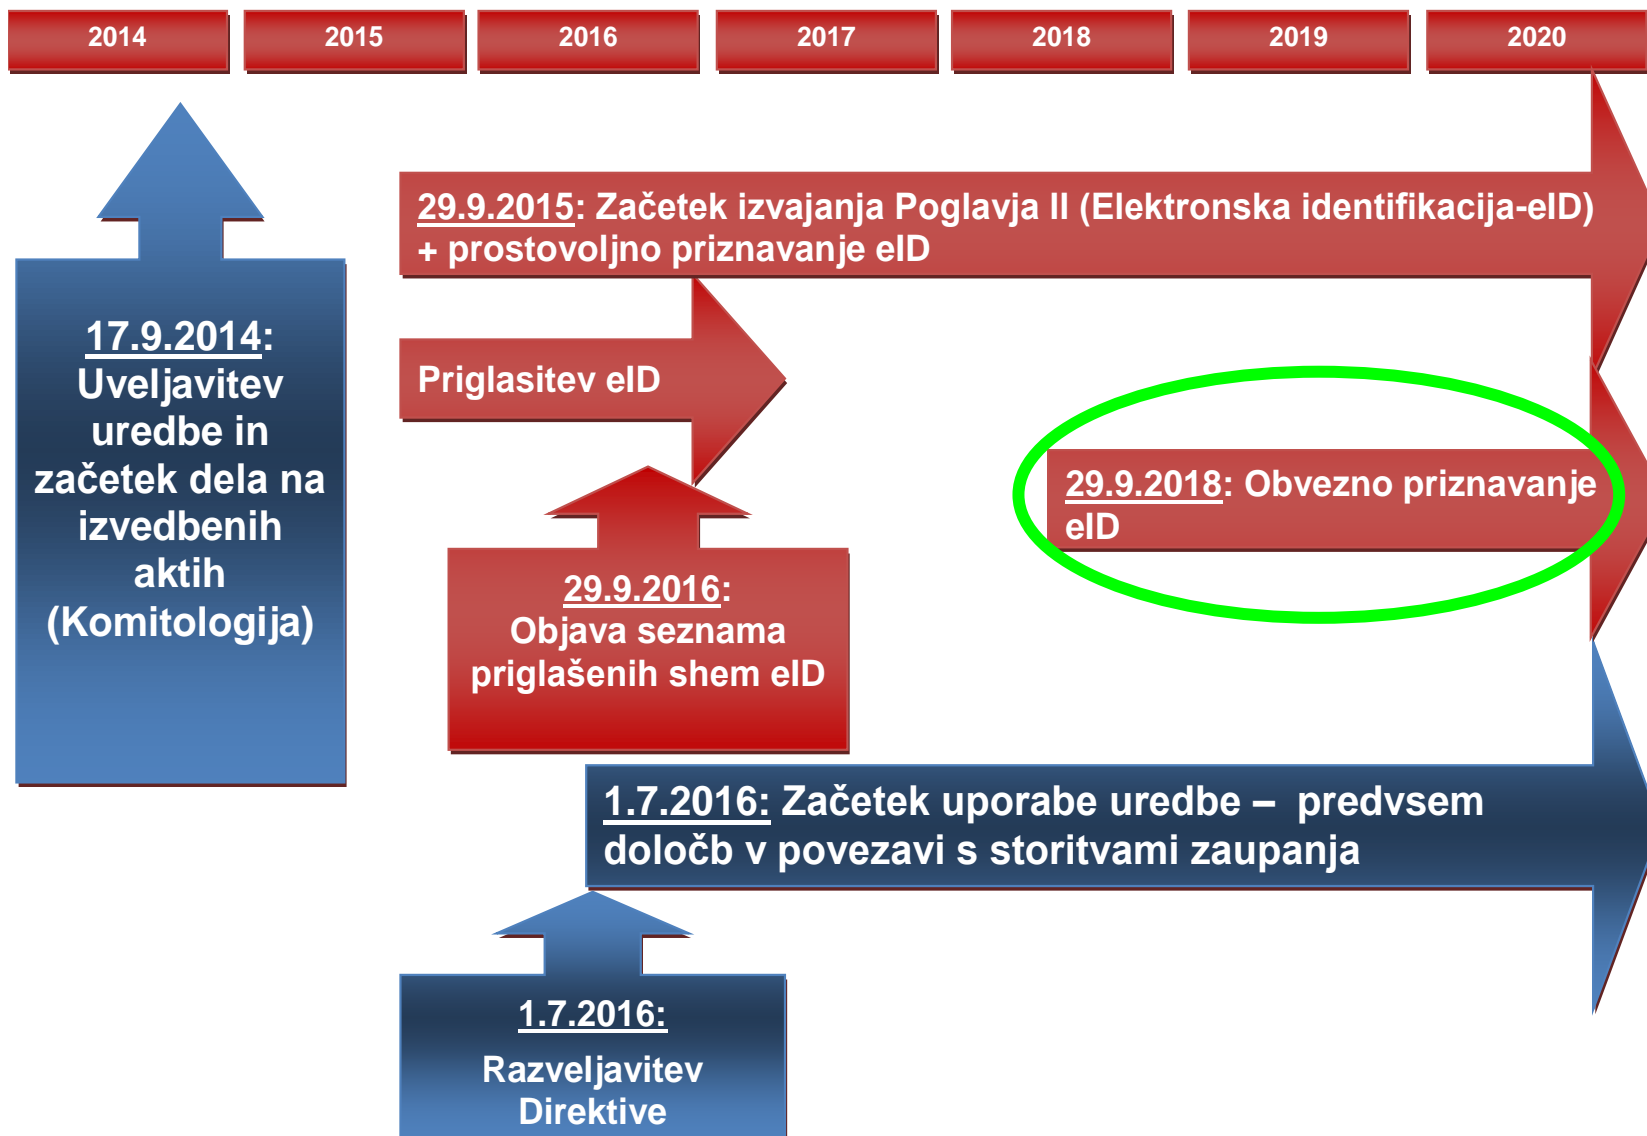 2014 2015 2016 2017 2018 2019 2020
17.9.2014:
Uveljavitev
uredbe in
začetek dela na
izvedbenih
aktih
(Komitologija)
29.9.2015: Začetek izvajanja Poglavja II (Elektronska identifikacija-eID)
+ prostovoljno priznavanje eID
Priglasitev eID
29.9.2018: Obvezno priznavanje
eID
29.9.2016:
Objava seznama
priglašenih shem eID
1.7.2016: Začetek uporabe uredbe – predvsem
določb v povezavi s storitvami zaupanja
1.7.2016:
Razveljavitev
Direktive